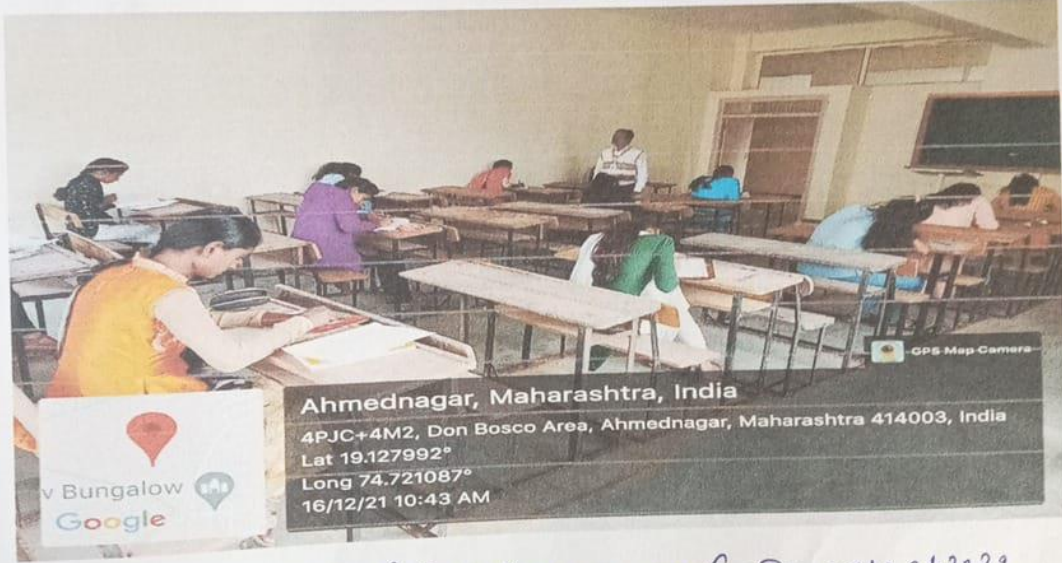 GPS Map Camera
Ahmednagar, Maharashtra, India
4PJC+4M2, Don Bosco Area, Ahmednagar, Maharashtra 414003, India
Lat 19.127992°
Long 74.721087°
16/12/21 10:43 AM
v Bungalow
Google